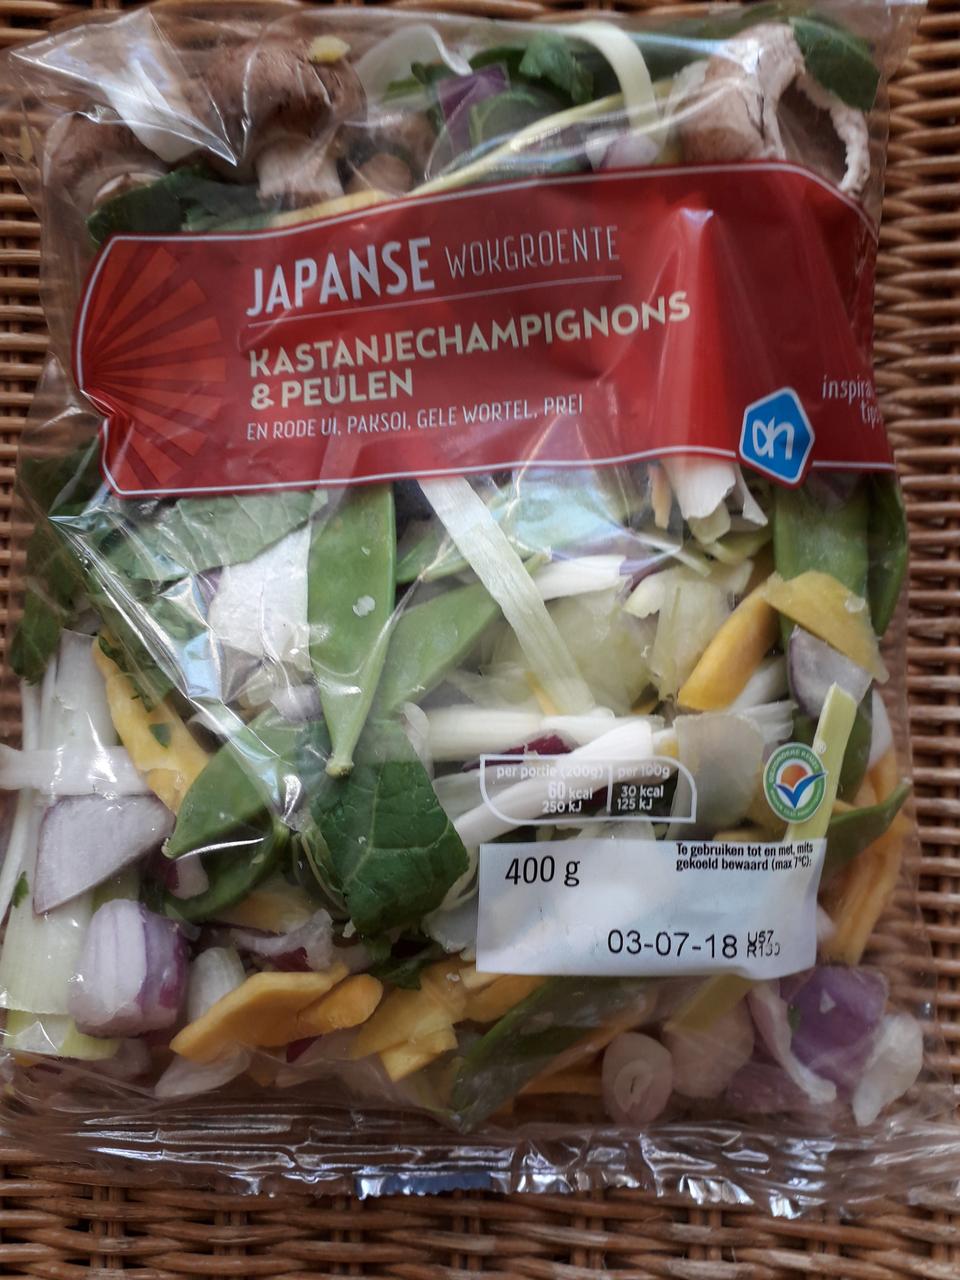 JAPANSE WOKGROENTE
KASTANJECHAMPIGNONS
& PEULEN
EN RODE UI, PAKSOI, GELE WORTEL, PREI
ah
per portie (200g) per 100g
60 kcal 30 kcal
250 kJ 125 kJ
400 g
Te gebruiken tot en met, mits
gekoeld bewaard (max 7°C):
03-07-18